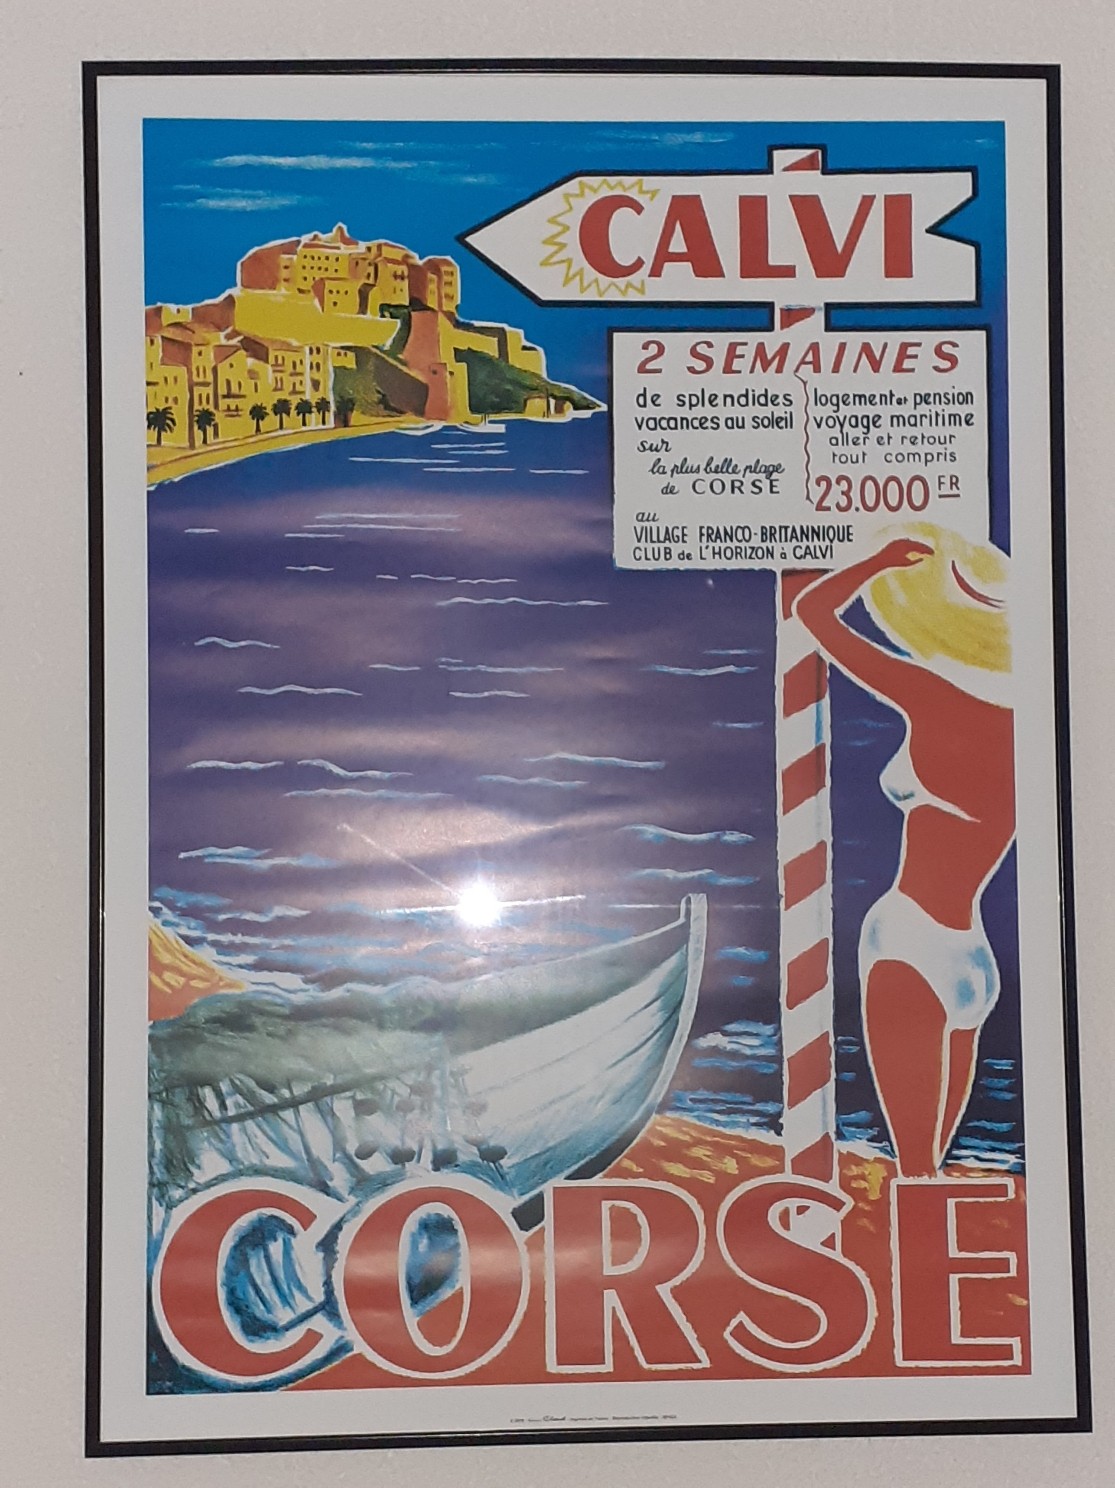 CALVI
2 SEMAINES
de splendides
vacances au soleil
sur
la plus belle plage
de CORSE
logement et pension
voyage maritime
aller et retour
tout compris
23.000 FR
au
VILLAGE FRANCO-BRITANNIQUE
CLUB de L'HORIZON à CALVI
CORSE